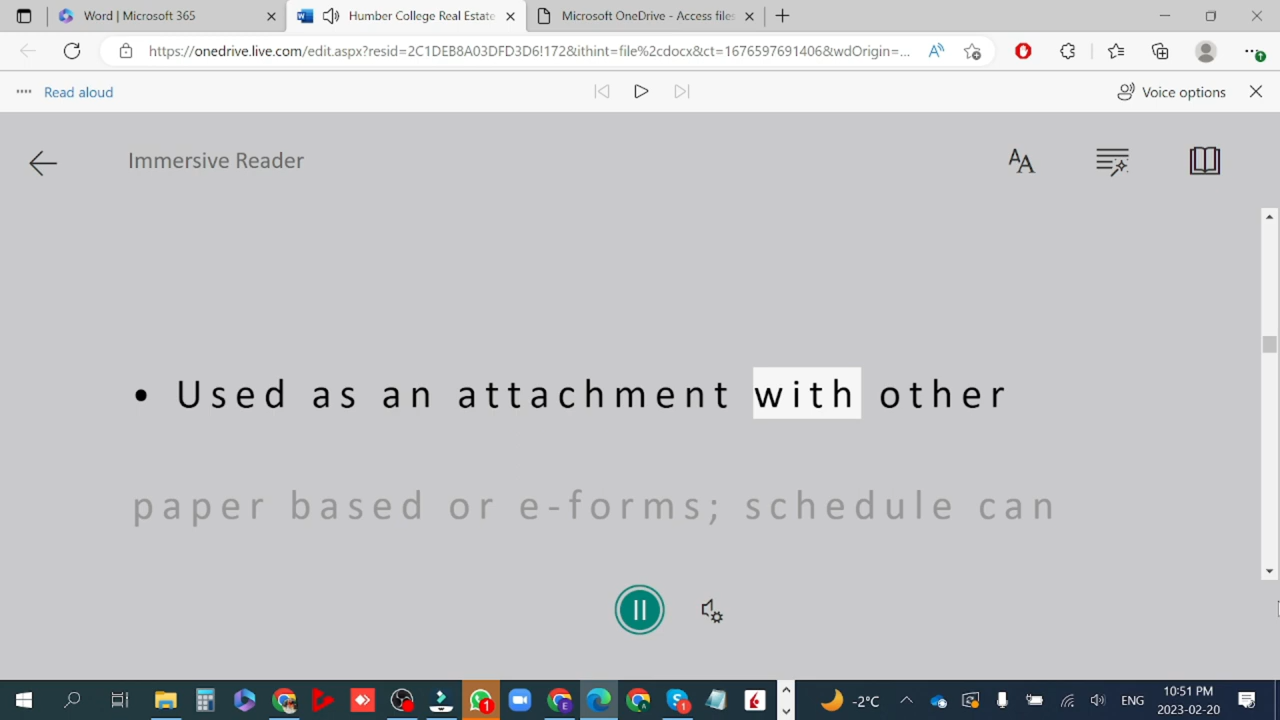 Word | Microsoft 365
Humber College Real Estate
Microsoft OneDrive - Access files
https://onedrive.live.com/edit.aspx?resid=2C1DEB8A03DFD3D6!172&ithint=file%2cdocx&ct=1676597691406&wdOrigin=...
Read aloud
Voice options
Immersive Reader
• Used as an attachment with other
paper based or e-forms; schedule can
-2°C
ENG
10:51 PM
2023-02-20